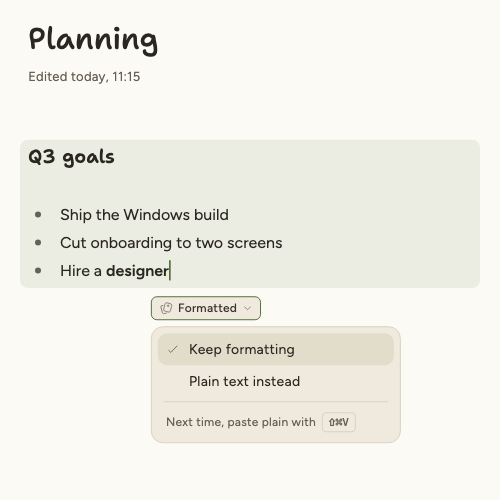 Planning
Edited today, 11:15
Q3 goals
• Ship the Windows build
• Cut onboarding to two screens
• Hire a designer
Formatted
Keep formatting
Plain text instead
Next time, paste plain with ⇧⌘V